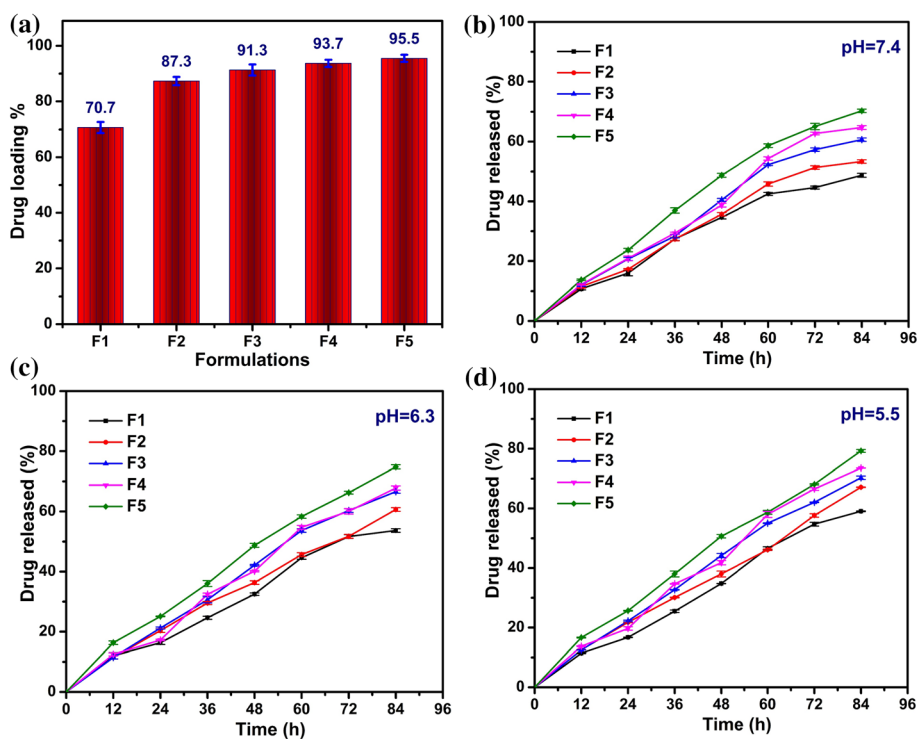 (a)
Drug loading %
100
80
60
40
20
0
70.7
87.3
91.3
93.7
95.5
F1 F2 F3 F4 F5
Formulations
(b)
Drug released (%)
100
80
60
40
20
0
F1
F2
F3
F4
F5
pH=7.4
0 12 24 36 48 60 72 84 96
Time (h)
(c)
Drug released (%)
100
80
60
40
20
0
F1
F2
F3
F4
F5
pH=6.3
0 12 24 36 48 60 72 84 96
Time (h)
(d)
Drug released (%)
100
80
60
40
20
0
F1
F2
F3
F4
F5
pH=5.5
0 12 24 36 48 60 72 84 96
Time (h)